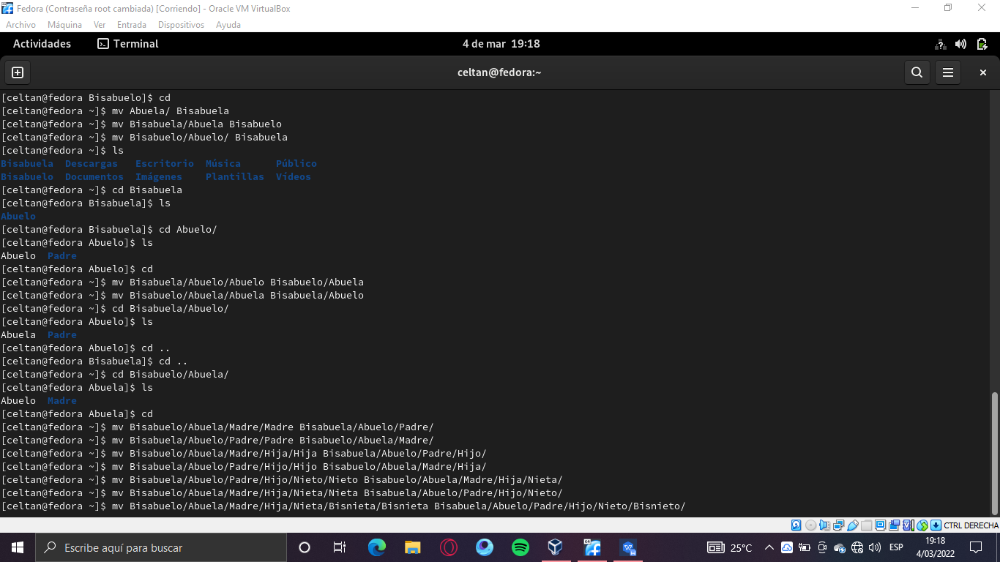 Fedora (Contraseña root cambiada) [Corriendo] - Oracle VM VirtualBox
Archivo Máquina Ver Entrada Dispositivos Ayuda
Actividades Terminal 4 de mar 19:18
celtan@fedora:~
[celtan@fedora Bisabuelo]$ cd
[celtan@fedora ~]$ mv Abuela/ Bisabuela
[celtan@fedora ~]$ mv Bisabuela/Abuela Bisabuelo
[celtan@fedora ~]$ mv Bisabuelo/Abuelo/ Bisabuela
[celtan@fedora ~]$ ls
Bisabuela Descargas Escritorio Música Público
Bisabuelo Documentos Imágenes Plantillas Vídeos
[celtan@fedora ~]$ cd Bisabuela
[celtan@fedora Bisabuela]$ ls
Abuelo
[celtan@fedora Bisabuela]$ cd Abuelo/
[celtan@fedora Abuelo]$ ls
Abuelo Padre
[celtan@fedora Abuelo]$ cd
[celtan@fedora ~]$ mv Bisabuela/Abuelo/Abuelo Bisabuelo/Abuela
[celtan@fedora ~]$ mv Bisabuelo/Abuela/Abuela Bisabuela/Abuelo
[celtan@fedora ~]$ cd Bisabuela/Abuelo/
[celtan@fedora Abuelo]$ ls
Abuela Padre
[celtan@fedora Abuelo]$ cd ..
[celtan@fedora Bisabuela]$ cd ..
[celtan@fedora ~]$ cd Bisabuelo/Abuela/
[celtan@fedora Abuela]$ ls
Abuelo Madre
[celtan@fedora Abuela]$ cd
[celtan@fedora ~]$ mv Bisabuelo/Abuela/Madre/Madre Bisabuela/Abuelo/Padre/
[celtan@fedora ~]$ mv Bisabuela/Abuelo/Padre/Padre Bisabuelo/Abuela/Madre/
[celtan@fedora ~]$ mv Bisabuelo/Abuela/Madre/Hija/Hija Bisabuela/Abuelo/Padre/Hijo/
[celtan@fedora ~]$ mv Bisabuela/Abuelo/Padre/Hijo/Hijo Bisabuelo/Abuela/Madre/Hija/
[celtan@fedora ~]$ mv Bisabuela/Abuelo/Padre/Hijo/Nieto/Nieto Bisabuelo/Abuela/Madre/Hija/Nieta/
[celtan@fedora ~]$ mv Bisabuelo/Abuela/Madre/Hija/Nieta/Nieta Bisabuela/Abuelo/Padre/Hijo/Nieto/
[celtan@fedora ~]$ mv Bisabuelo/Abuela/Madre/Hija/Nieta/Bisnieta/Bisnieta Bisabuela/Abuelo/Padre/Hijo/Nieto/Bisnieto/
CTRL DERECHA
Escribe aquí para buscar
25°C
ESP
19:18
4/03/2022